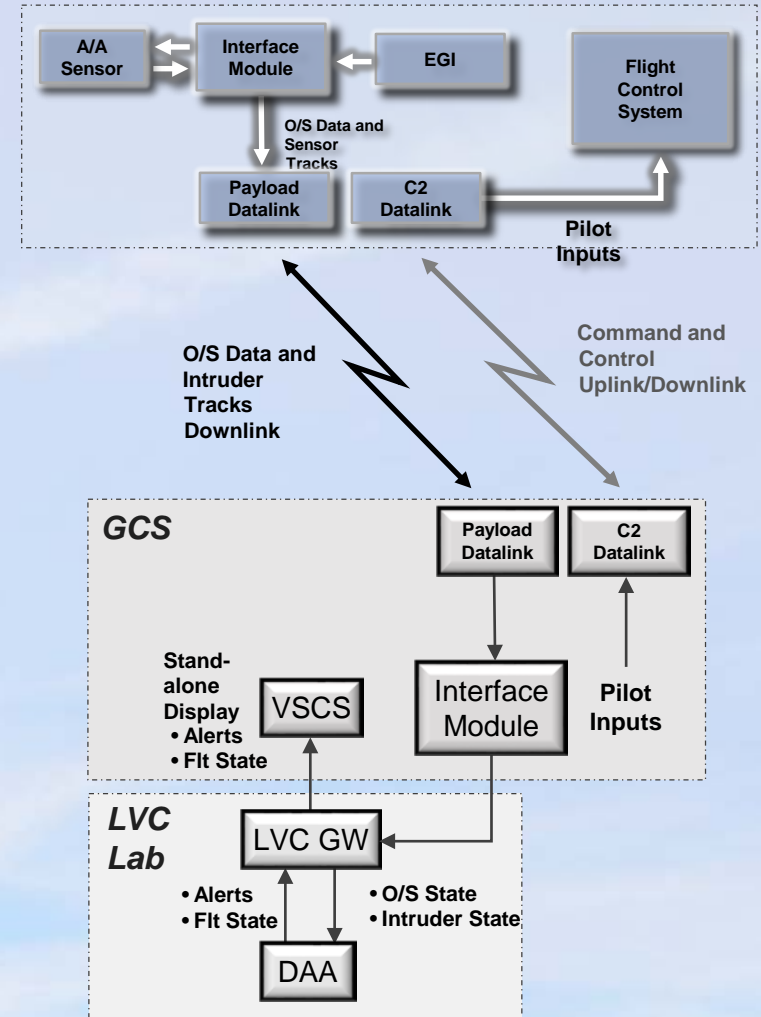 A/A
Sensor
Interface
Module
EGI
Flight
Control
System
O/S Data and
Sensor
Tracks
Payload
Datalink
C2
Datalink
Pilot
Inputs
O/S Data and
Intruder
Tracks
Downlink
Command and
Control
Uplink/Downlink
GCS
Payload
Datalink
C2
Datalink
Stand-
alone
Display
• Alerts
• Flt State
VSCS
Interface
Module
Pilot
Inputs
LVC
Lab
LVC GW
• Alerts
• Flt State
• O/S State
• Intruder State
DAA